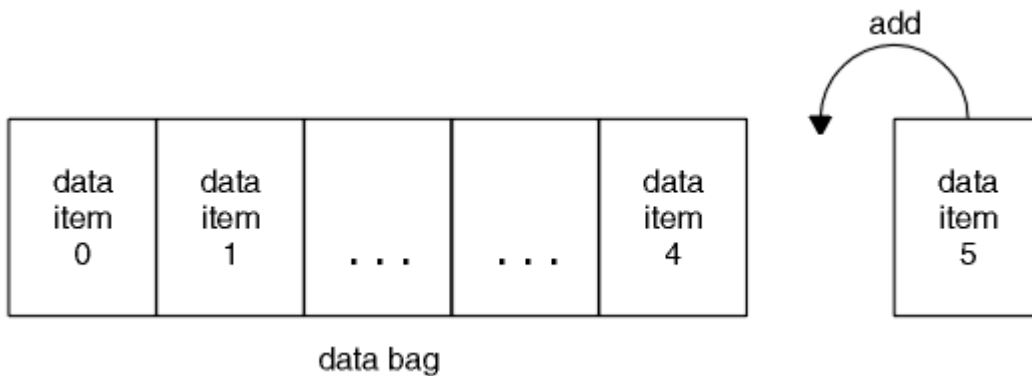 add
data
item
0
data
item
1
. . .
. . .
data
item
4
data
item
5
data bag